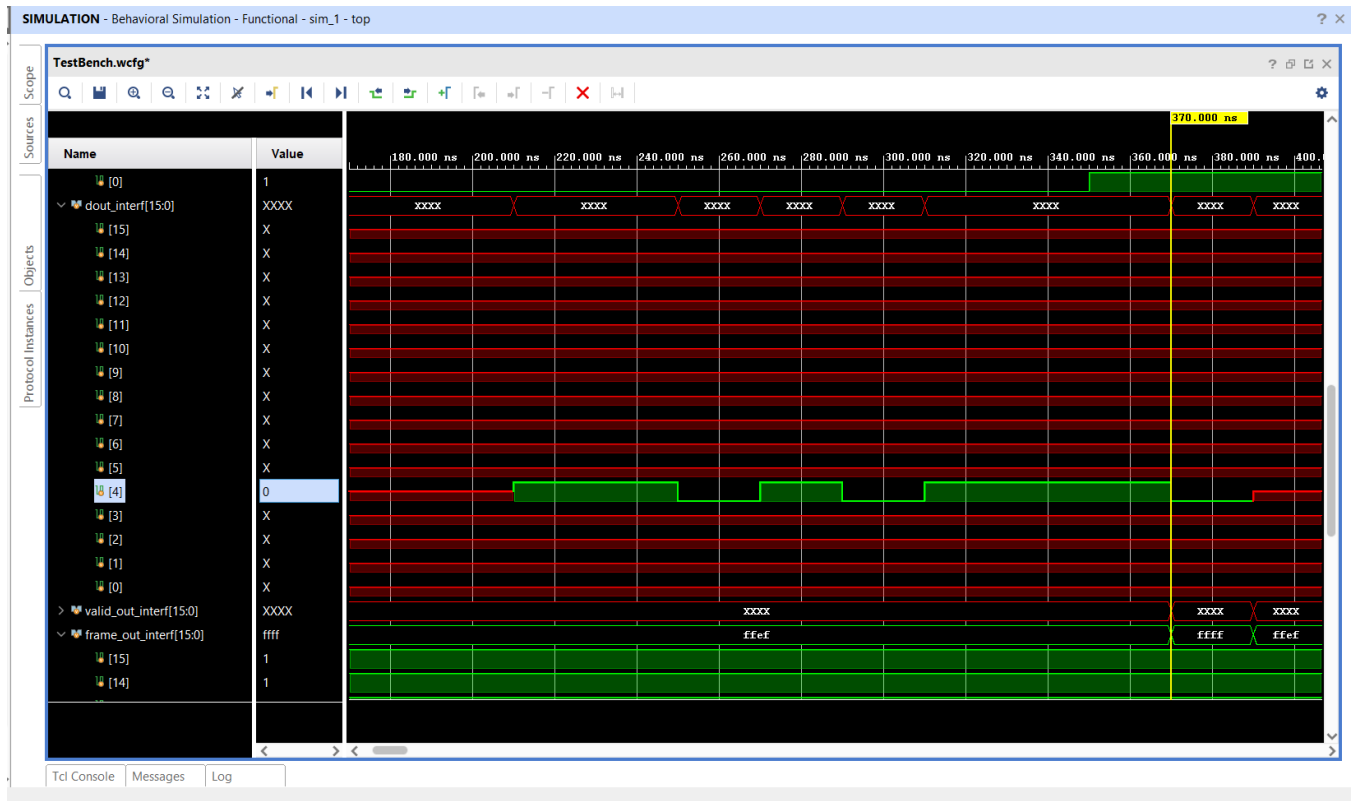 SIMULATION - Behavioral Simulation - Functional - sim_1 - top
? ×
TestBench.wcfg*
?
Scope
Sources
Objects
Protocol Instances
370.000 ns
Name Value
180.000 ns 200.000 ns 220.000 ns 240.000 ns 260.000 ns 280.000 ns 300.000 ns 320.000 ns 340.000 ns 360.000 ns 380.000 ns 400.
[0] 1
dout_interf[15:0] XXXX XXXX XXXX XXXX XXXX XXXX XXXX XXXX XXXX
[15] X
[14] X
[13] X
[12] X
[11] X
[10] X
[9] X
[8] X
[7] X
[6] X
[5] X
[4] 0
[3] X
[2] X
[1] X
[0] X
valid_out_interf[15:0] XXXX XXXX XXXX XXXX
frame_out_interf[15:0] ffff ffef ffff ffef
[15] 1
[14] 1
Tcl Console Messages Log